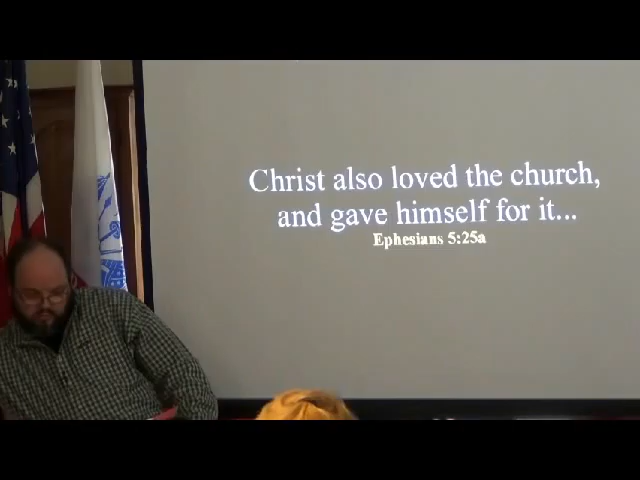 Christ also loved the church,
and gave himself for it...
Ephesians 5:25a